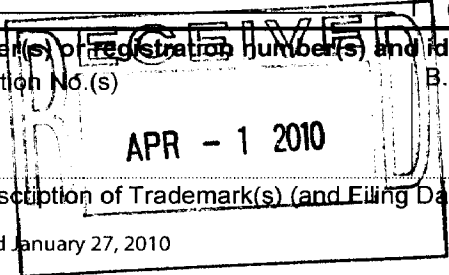 RECEIVED
er(s) or registration number(s) and id
tion No.(s) B.
APR - 1 2010
scription of Trademark(s) (and Filing Da
d January 27, 2010